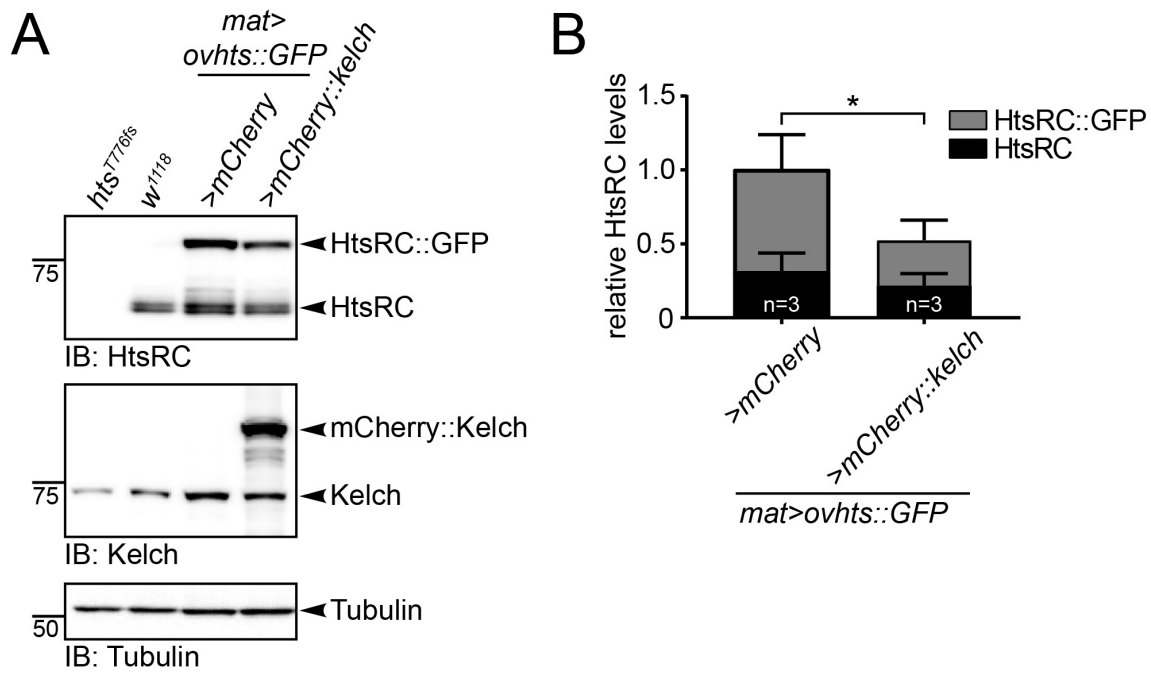 A
mat>
ovhts::GFP
htsT776fs
w1118
>mCherry
>mCherry::kelch
75
HtsRC::GFP
HtsRC
IB: HtsRC
mCherry::Kelch
75
Kelch
IB: Kelch
Tubulin
50
IB: Tubulin
B
relative HtsRC levels
1.5
1.0
0.5
0
*
HtsRC::GFP
HtsRC
n=3
n=3
>mCherry
>mCherry::kelch
mat>ovhts::GFP